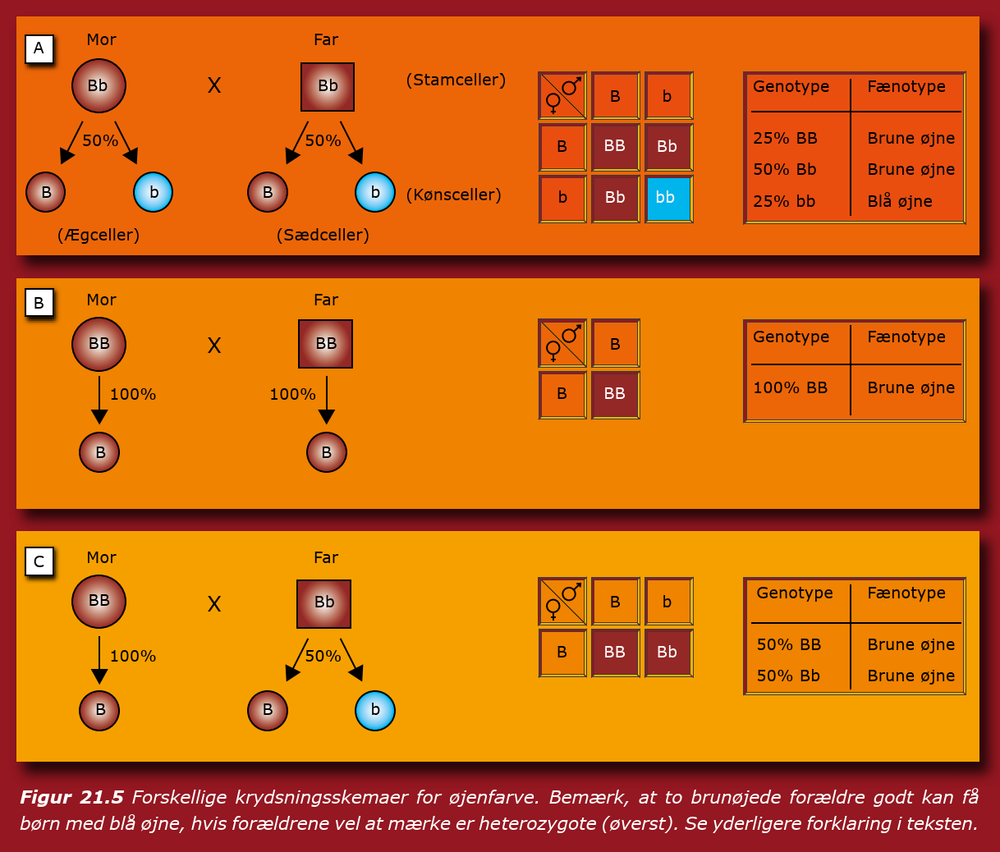 A
Mor
Far
Bb
X
Bb
(Stamceller)
50%
50%
B
b
B
b
(Kønsceller)
(Ægceller)
(Sædceller)
♀ ♂ B b
B BB Bb
b Bb bb
Genotype Fænotype
25% BB Brune øjne
50% Bb Brune øjne
25% bb Blå øjne
B
Mor
Far
BB
X
BB
100%
100%
B
B
♀ ♂ B
B BB
Genotype Fænotype
100% BB Brune øjne
C
Mor
Far
BB
X
Bb
100%
50%
B
B
b
♀ ♂ B b
B BB Bb
Genotype Fænotype
50% BB Brune øjne
50% Bb Brune øjne
Figur 21.5 Forskellige krydsningsskemaer for øjenfarve. Bemærk, at to brunøjede forældre godt kan få
børn med blå øjne, hvis forældrene vel at mærke er heterozygote (øverst). Se yderligere forklaring i teksten.